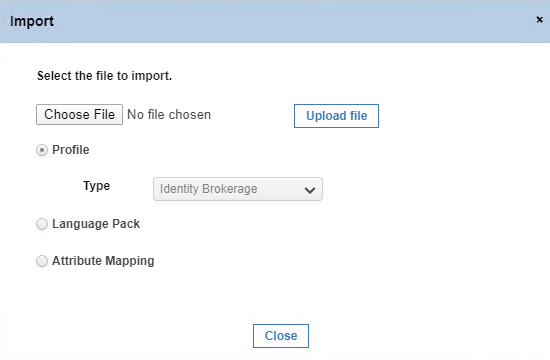 Import ×
Select the file to import.
Choose File No file chosen Upload file
Profile
Type Identity Brokerage
Language Pack
Attribute Mapping
Close